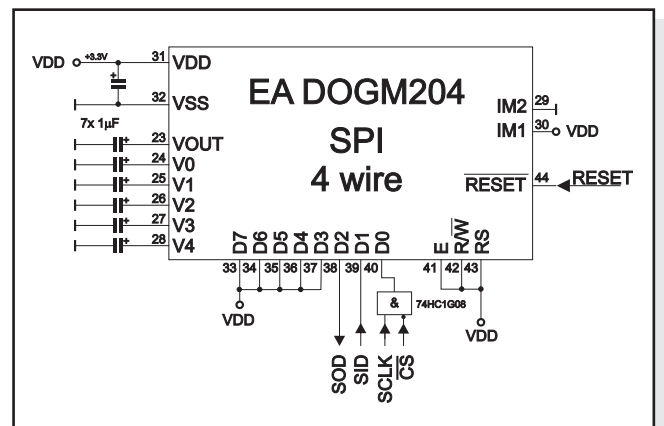 VDD +3.3V 31 VDD
32 VSS
7x 1µF
23 VOUT
24 V0
25 V1
26 V2
27 V3
28 V4
EA DOGM204
SPI
4 wire
IM2 29
IM1 30 VDD
RESET 44 RESET
D7 D6 D5 D4 D3 D2 D1 D0
33 34 35 36 37 38 39 40
E R/W RS
41 42 43
VDD
& 74HC1G08
VDD
SOD SID SCLK CS